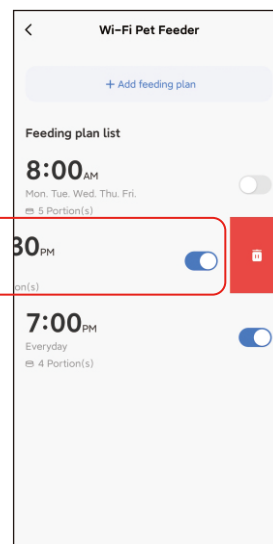 Wi-Fi Pet Feeder
+ Add feeding plan
Feeding plan list
8:00AM
Mon. Tue. Wed. Thu. Fri.
5 Portion(s)
30PM
on(s)
7:00PM
Everyday
4 Portion(s)